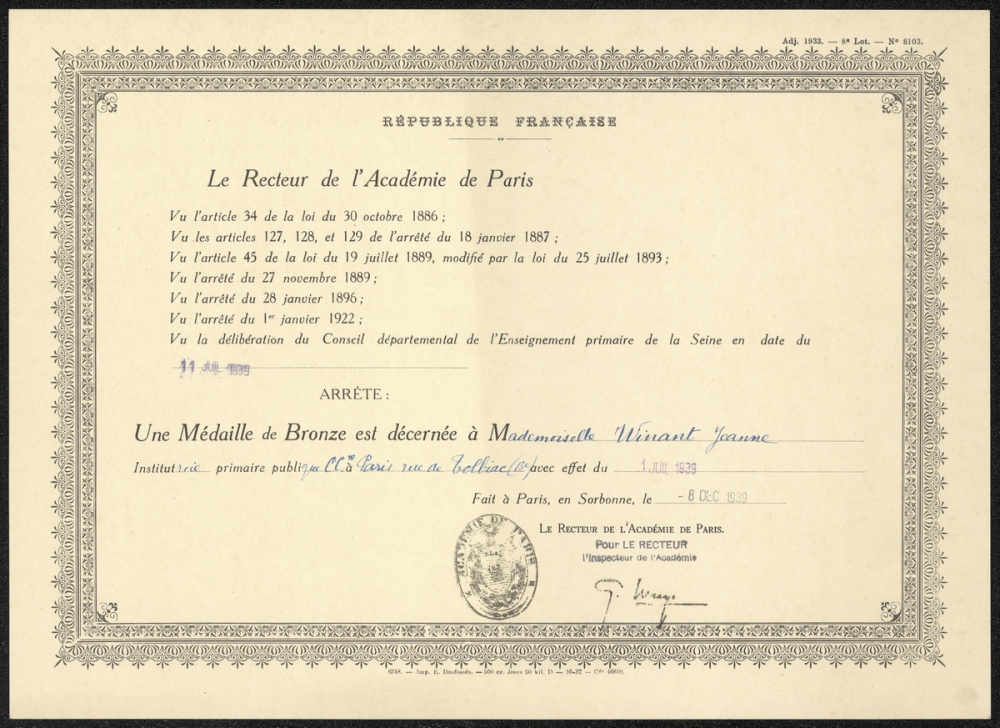 Adj. 1933. — 8e Lot. — No 8103.
RÉPUBLIQUE FRANÇAISE
Le Recteur de l'Académie de Paris
Vu l'article 34 de la loi du 30 octobre 1886 ;
Vu les articles 127, 128, et 129 de l'arrêté du 18 janvier 1887 ;
Vu l'article 45 de la loi du 19 juillet 1889, modifié par la loi du 25 juillet 1893 ;
Vu l'arrêté du 27 novembre 1889 ;
Vu l'arrêté du 28 janvier 1896 ;
Vu l'arrêté du 1er janvier 1922 ;
Vu la délibération du Conseil départemental de l'Enseignement primaire de la Seine en date du
11 JUIL 1939
ARRÊTE :
Une Médaille de Bronze est décernée à Mademoiselle Winant Jeanne
Institutrice primaire publique CC à Paris rue de Tolbiac avec effet du 1 JUIL 1939
Fait à Paris, en Sorbonne, le - 8 DEC 1939
LE RECTEUR DE L'ACADÉMIE DE PARIS.
Pour LE RECTEUR
l'Inspecteur de l'Académie
ACADÉMIE DE PARIS